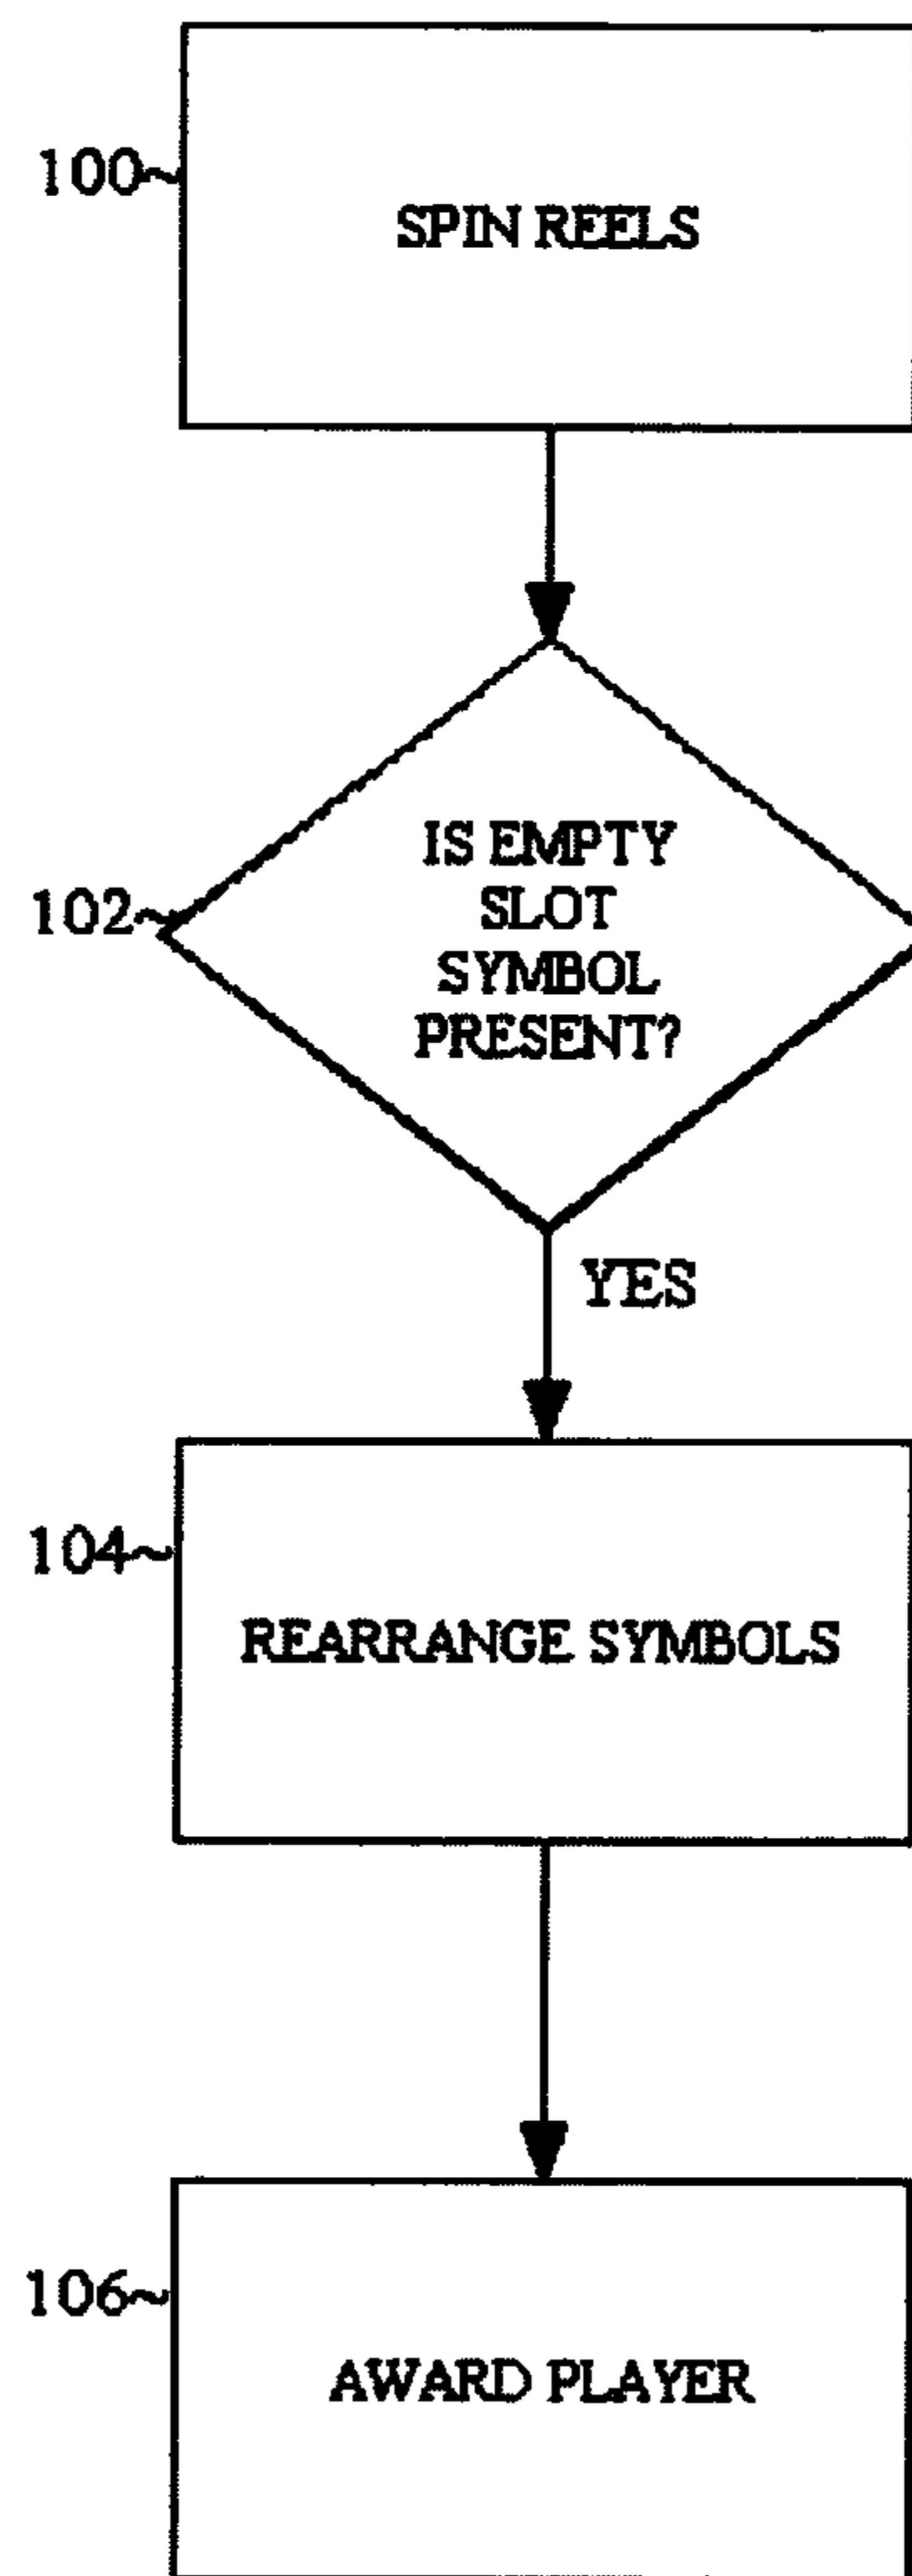 100
SPIN REELS
102
IS EMPTY
SLOT
SYMBOL
PRESENT?
YES
104
REARRANGE SYMBOLS
106
AWARD PLAYER